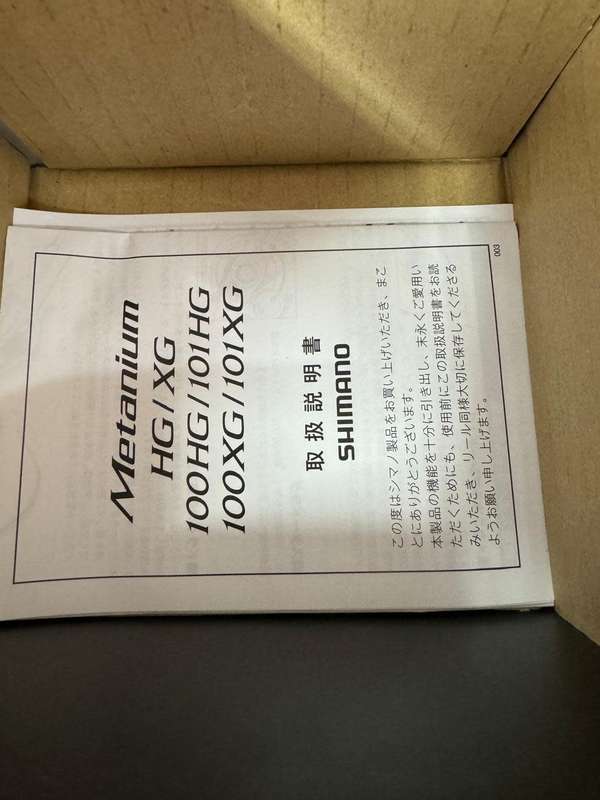 Metanium
HG/XG
100HG/101HG
100XG/101XG
取扱説明書
SHIMANO
この度はシマノ製品をお買い上げいただき、まこ
とにありがとうございます。
本製品の機能を十分に引き出し、末永くご愛用い
ただくためにも、使用前にこの取扱説明書をお読
みいただき、リール同様大切に保存してくださる
ようお願い申し上げます。
003